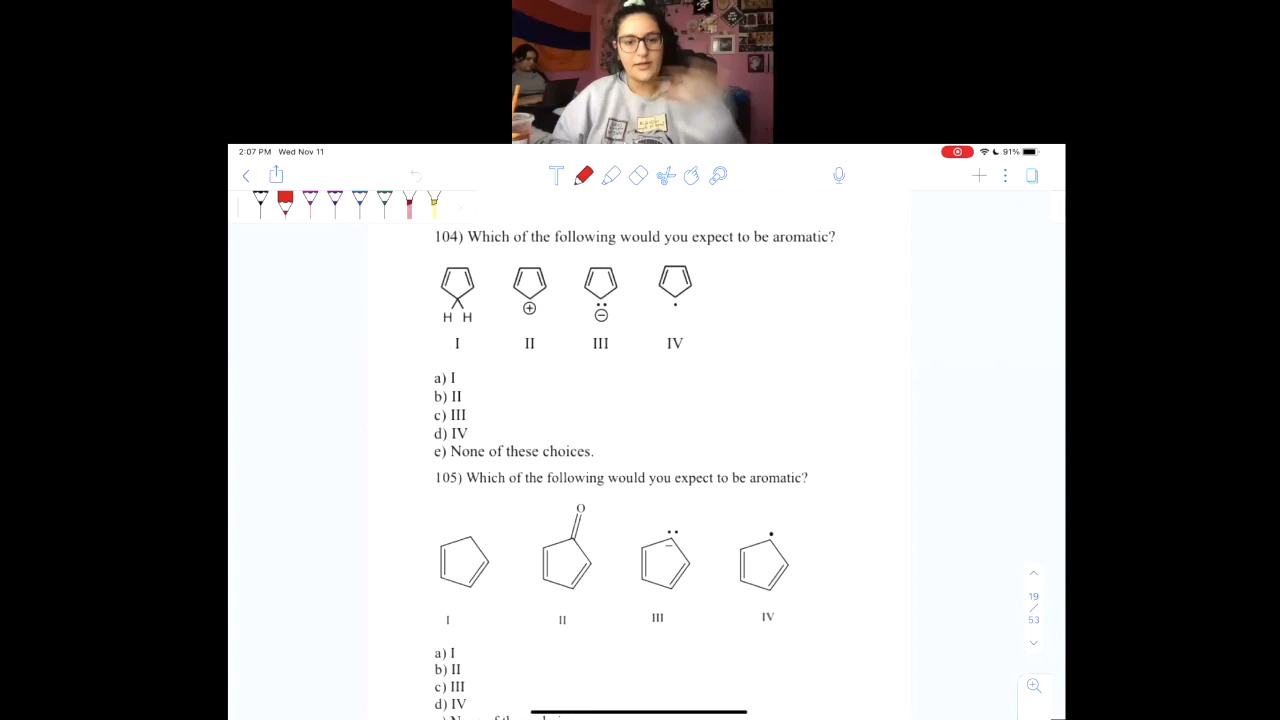 2:07 PM Wed Nov 11
91%
T
104) Which of the following would you expect to be aromatic?
H H
I II III IV
a) I
b) II
c) III
d) IV
e) None of these choices.
105) Which of the following would you expect to be aromatic?
O
I II III IV
a) I
b) II
c) III
d) IV
19
/
53